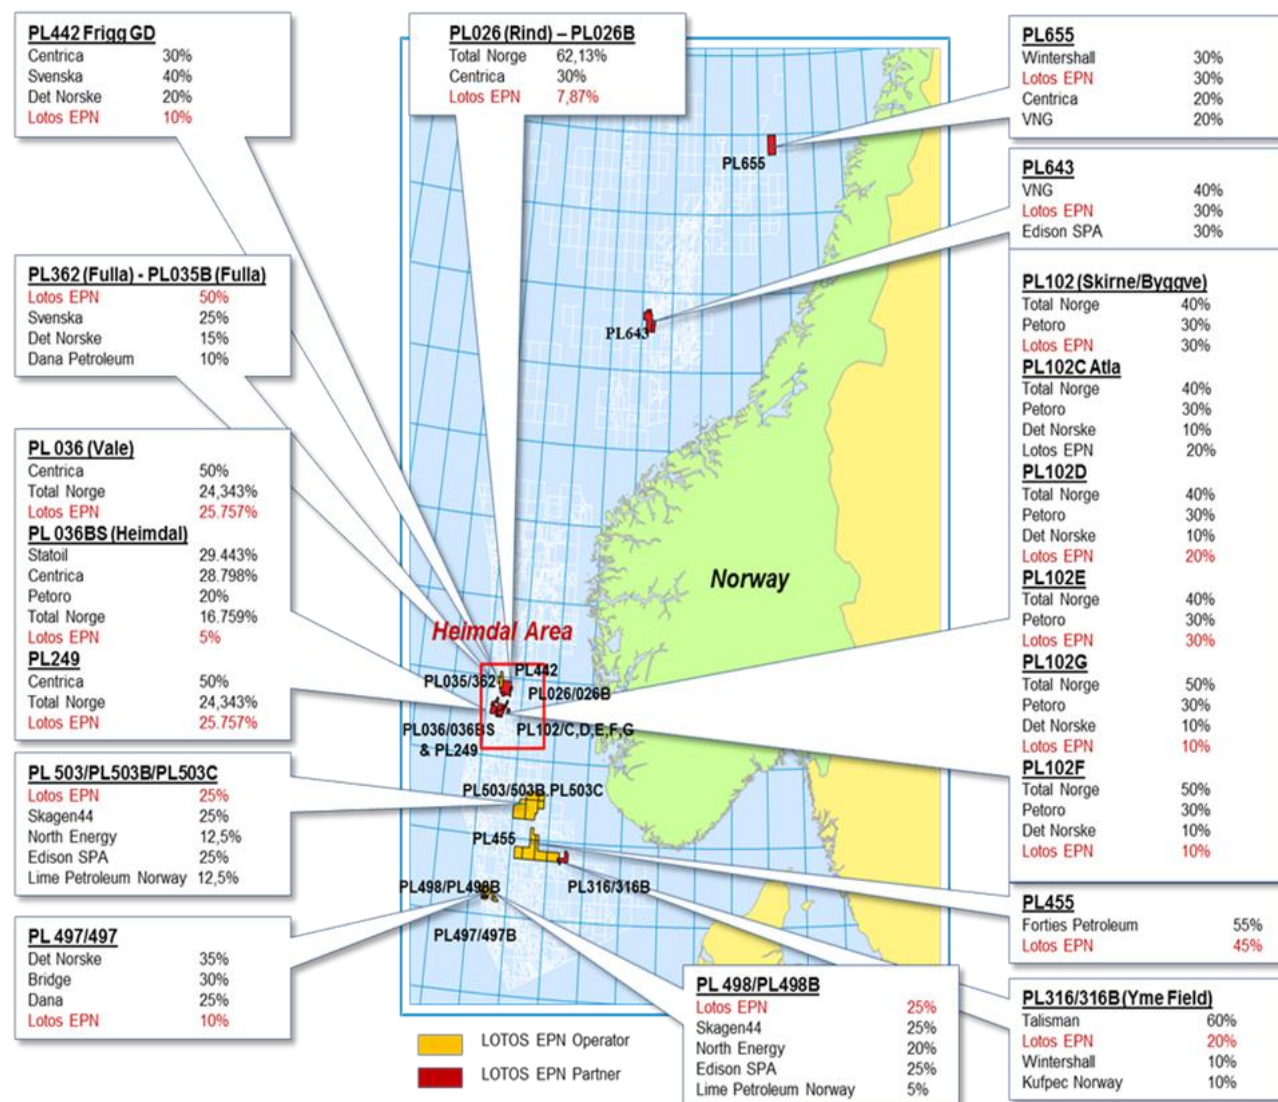 PL442 Frigg GD
Centrica 30%
Svenska 40%
Det Norske 20%
Lotos EPN 10%
PL026 (Rind) – PL026B
Total Norge 62,13%
Centrica 30%
Lotos EPN 7,87%
PL655
Wintershall 30%
Lotos EPN 30%
Centrica 20%
VNG 20%
PL643
VNG 40%
Lotos EPN 30%
Edison SPA 30%
PL362 (Fulla) - PL035B (Fulla)
Lotos EPN 50%
Svenska 25%
Det Norske 15%
Dana Petroleum 10%
PL 036 (Vale)
Centrica 50%
Total Norge 24,343%
Lotos EPN 25.757%
PL 036BS (Heimdal)
Statoil 29.443%
Centrica 28.798%
Petoro 20%
Total Norge 16.759%
Lotos EPN 5%
PL249
Centrica 50%
Total Norge 24,343%
Lotos EPN 25.757%
PL 503/PL503B/PL503C
Lotos EPN 25%
Skagen44 25%
North Energy 12,5%
Edison SPA 25%
Lime Petroleum Norway 12,5%
PL 497/497
Det Norske 35%
Bridge 30%
Dana 25%
Lotos EPN 10%
PL102 (Skirne/Byggve)
Total Norge 40%
Petoro 30%
Lotos EPN 30%
PL102C Atla
Total Norge 40%
Petoro 30%
Det Norske 10%
Lotos EPN 20%
PL102D
Total Norge 40%
Petoro 30%
Det Norske 10%
Lotos EPN 20%
PL102E
Total Norge 40%
Petoro 30%
Lotos EPN 30%
PL102G
Total Norge 50%
Petoro 30%
Det Norske 10%
Lotos EPN 10%
PL102F
Total Norge 50%
Petoro 30%
Det Norske 10%
Lotos EPN 10%
PL455
Forties Petroleum 55%
Lotos EPN 45%
PL316/316B (Yme Field)
Talisman 60%
Lotos EPN 20%
Wintershall 10%
Kufpec Norway 10%
PL 498/PL498B
Lotos EPN 25%
Skagen44 25%
North Energy 20%
Edison SPA 25%
Lime Petroleum Norway 5%
PL655
PL643
Norway
Heimdal Area
PL442
PL035/362
PL026/026B
PL036/036BS
& PL249
PL102/C,D,E,F,G
PL503/503B.PL503C
PL455
PL316/316B
PL498/PL498B
PL497/497B
LOTOS EPN Operator
LOTOS EPN Partner